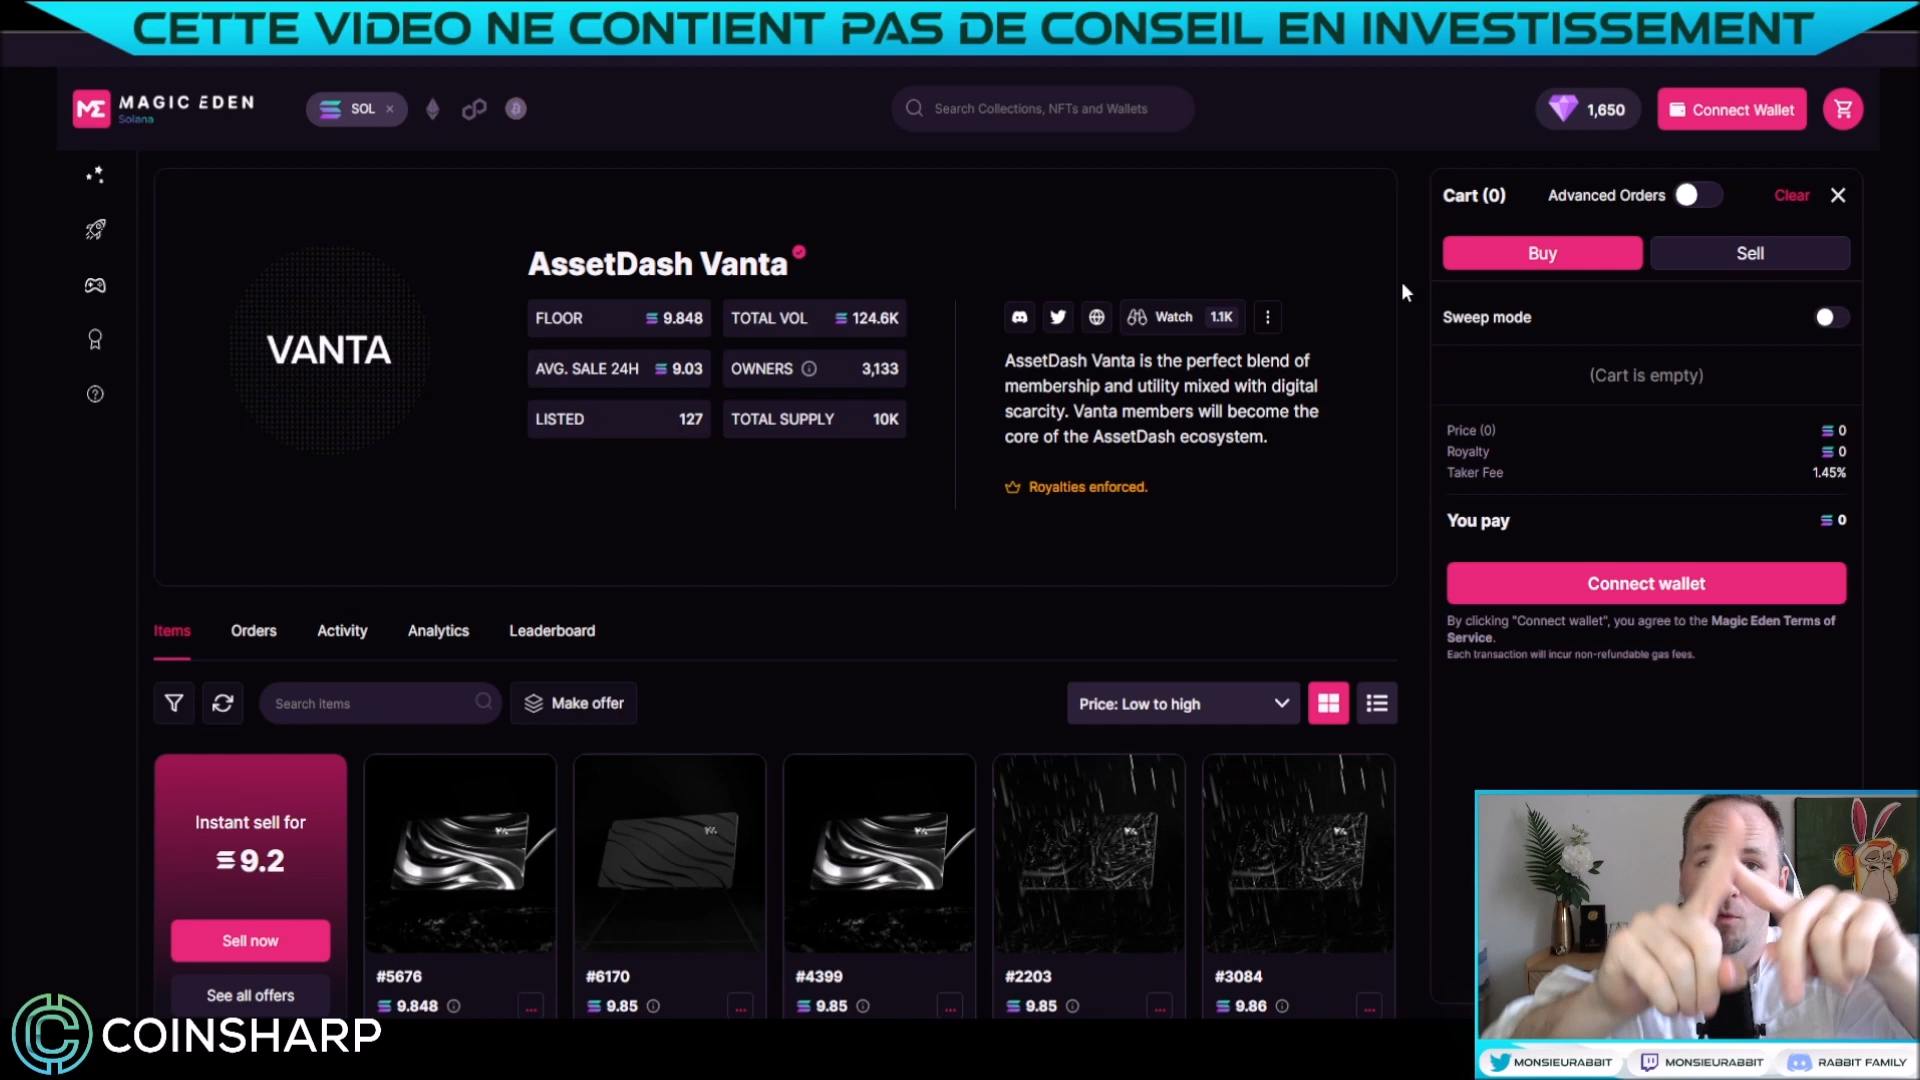 CETTE VIDEO NE CONTIENT PAS DE CONSEIL EN INVESTISSEMENT
MAGIC EDEN
Solana
SOL ×
Search Collections, NFTs and Wallets
1,650
Connect Wallet
VANTA
AssetDash Vanta
FLOOR 9.848
TOTAL VOL 124.6K
AVG. SALE 24H 9.03
OWNERS 3,133
LISTED 127
TOTAL SUPPLY 10K
Watch 1.1K
AssetDash Vanta is the perfect blend of
membership and utility mixed with digital
scarcity. Vanta members will become the
core of the AssetDash ecosystem.
Royalties enforced.
Cart (0) Advanced Orders Clear
Buy Sell
Sweep mode
(Cart is empty)
Price (0) 0
Royalty 0
Taker Fee 1.45%
You pay 0
Connect wallet
By clicking "Connect wallet", you agree to the Magic Eden Terms of
Service.
Each transaction will incur non-refundable gas fees.
Items Orders Activity Analytics Leaderboard
Search items
Make offer
Price: Low to high
Instant sell for
9.2
Sell now
See all offers
#5676
9.848 ...
#6170
9.85 ...
#4399
9.85 ...
#2203
9.85 ...
#3084
9.86 ...
COINSHARP
MONSIEURABBIT MONSIEURABBIT RABBIT FAMILY